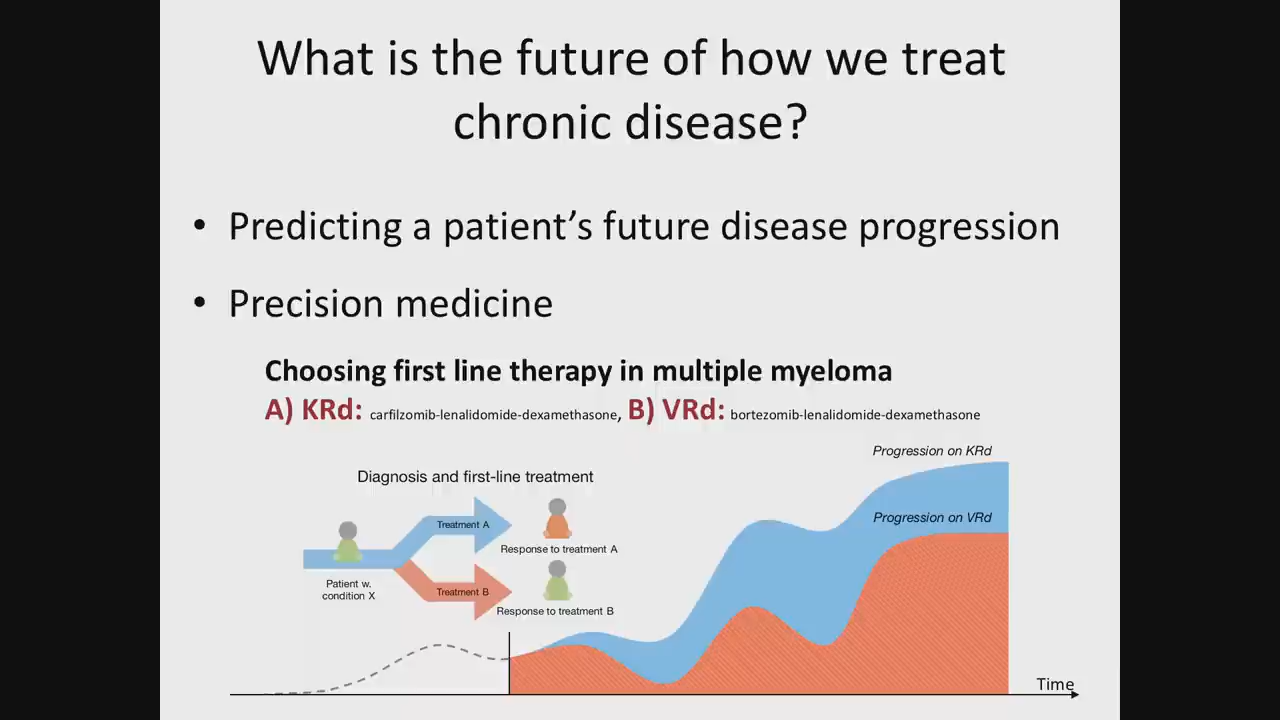 What is the future of how we treat
chronic disease?
• Predicting a patient’s future disease progression
• Precision medicine
Choosing first line therapy in multiple myeloma
A) KRd: carfilzomib-lenalidomide-dexamethasone, B) VRd: bortezomib-lenalidomide-dexamethasone
Progression on KRd
Diagnosis and first-line treatment
Progression on VRd
Treatment A
Response to treatment A
Patient w.
condition X
Treatment B
Response to treatment B
Time